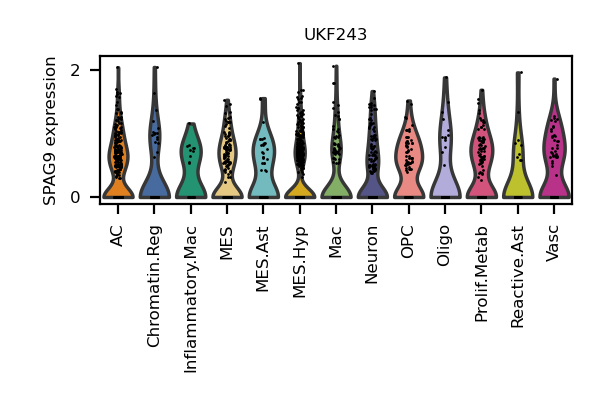 UKF243
SPAG9 expression
2
0
AC
Chromatin.Reg
Inflammatory.Mac
MES
MES.Ast
MES.Hyp
Mac
Neuron
OPC
Oligo
Prolif.Metab
Reactive.Ast
Vasc